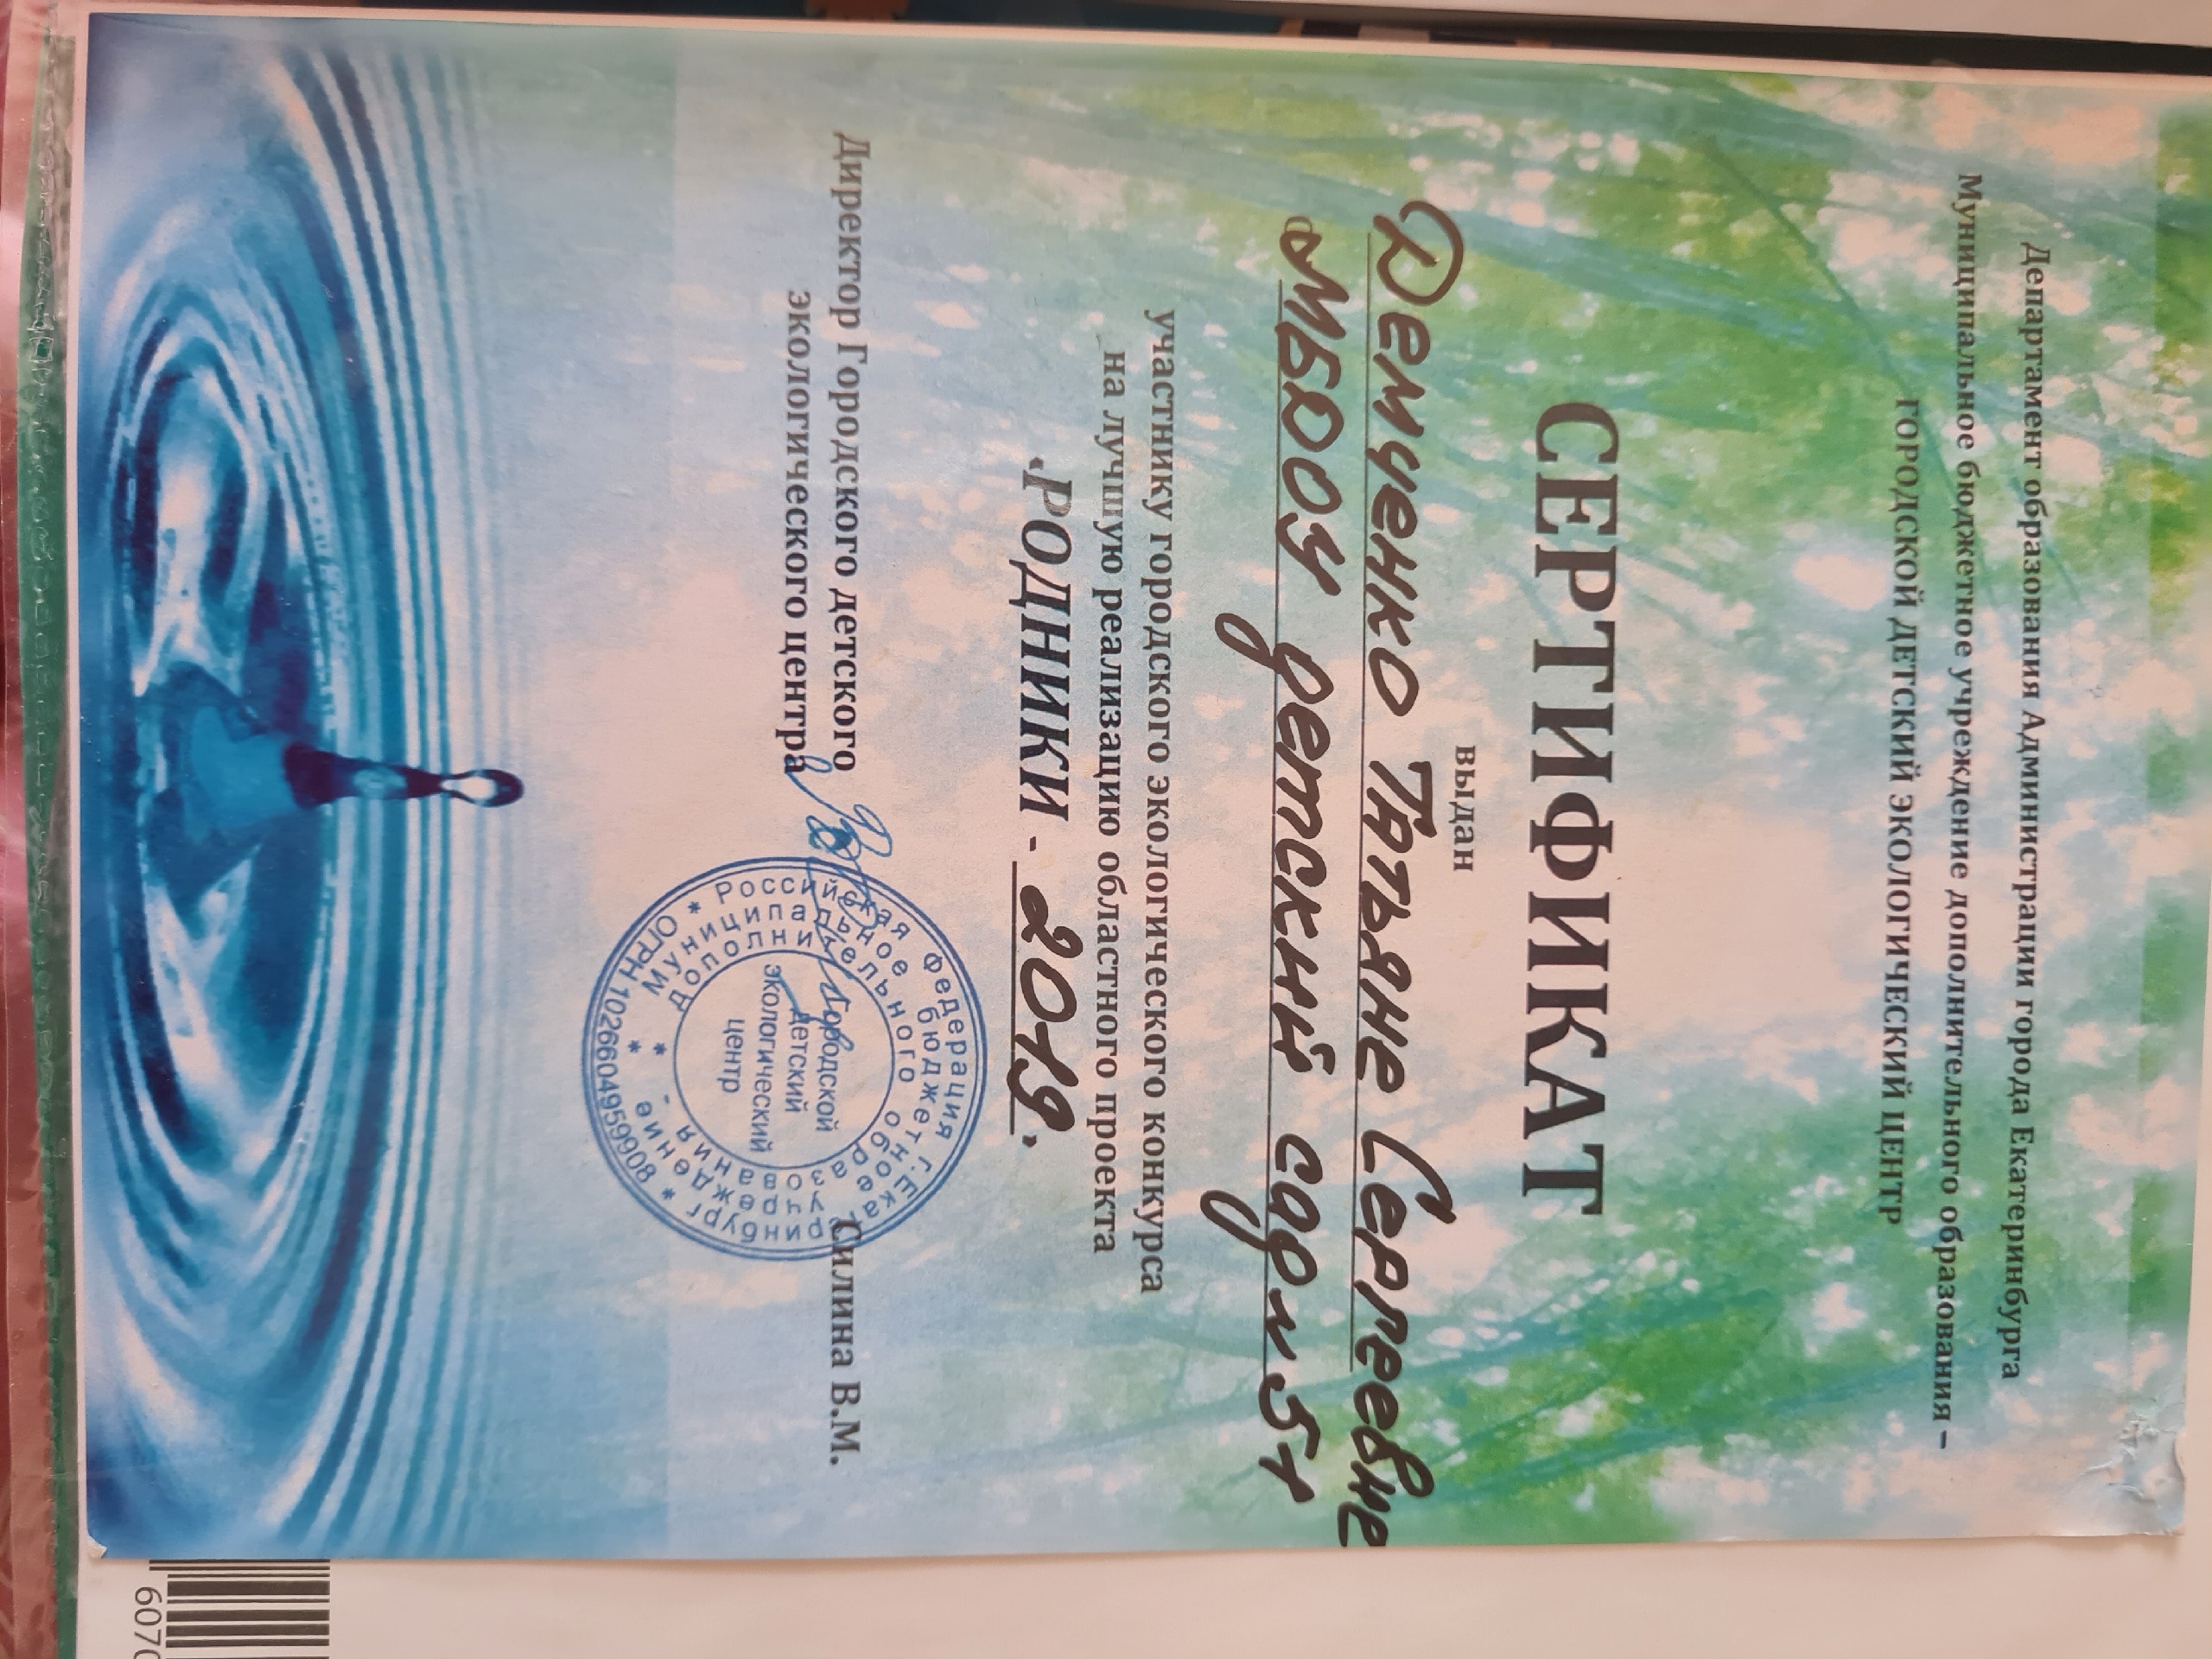 Департамент образования Администрации города Екатеринбурга
Муниципальное бюджетное учреждение дополнительного образования –
ГОРОДСКОЙ ДЕТСКИЙ ЭКОЛОГИЧЕСКИЙ ЦЕНТР
СЕРТИФИКАТ
выдан
Демченко Татьяне Сергеевне
МБДОУ детский сад № 5
участнику городского экологического конкурса
на лучшую реализацию областного проекта
„РОДНИКИ - 2019.
Директор Городского детского
экологического центра
Силина В.М.
* Российская Федерация г.Екатеринбург *
ОГРН 1026604959908
Муниципальное бюджетное учреждение *
дополнительного образования - *
Городской
детский
экологический
центр
6070